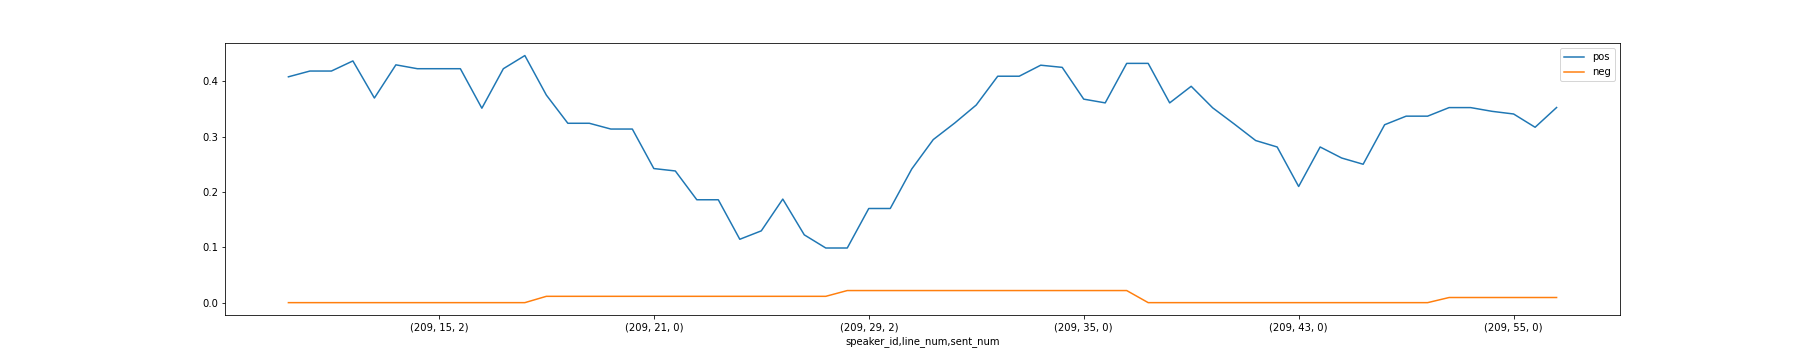 pos
neg
0.4
0.3
0.2
0.1
0.0
(209, 15, 2) (209, 21, 0) (209, 29, 2) (209, 35, 0) (209, 43, 0) (209, 55, 0)
speaker_id,line_num,sent_num